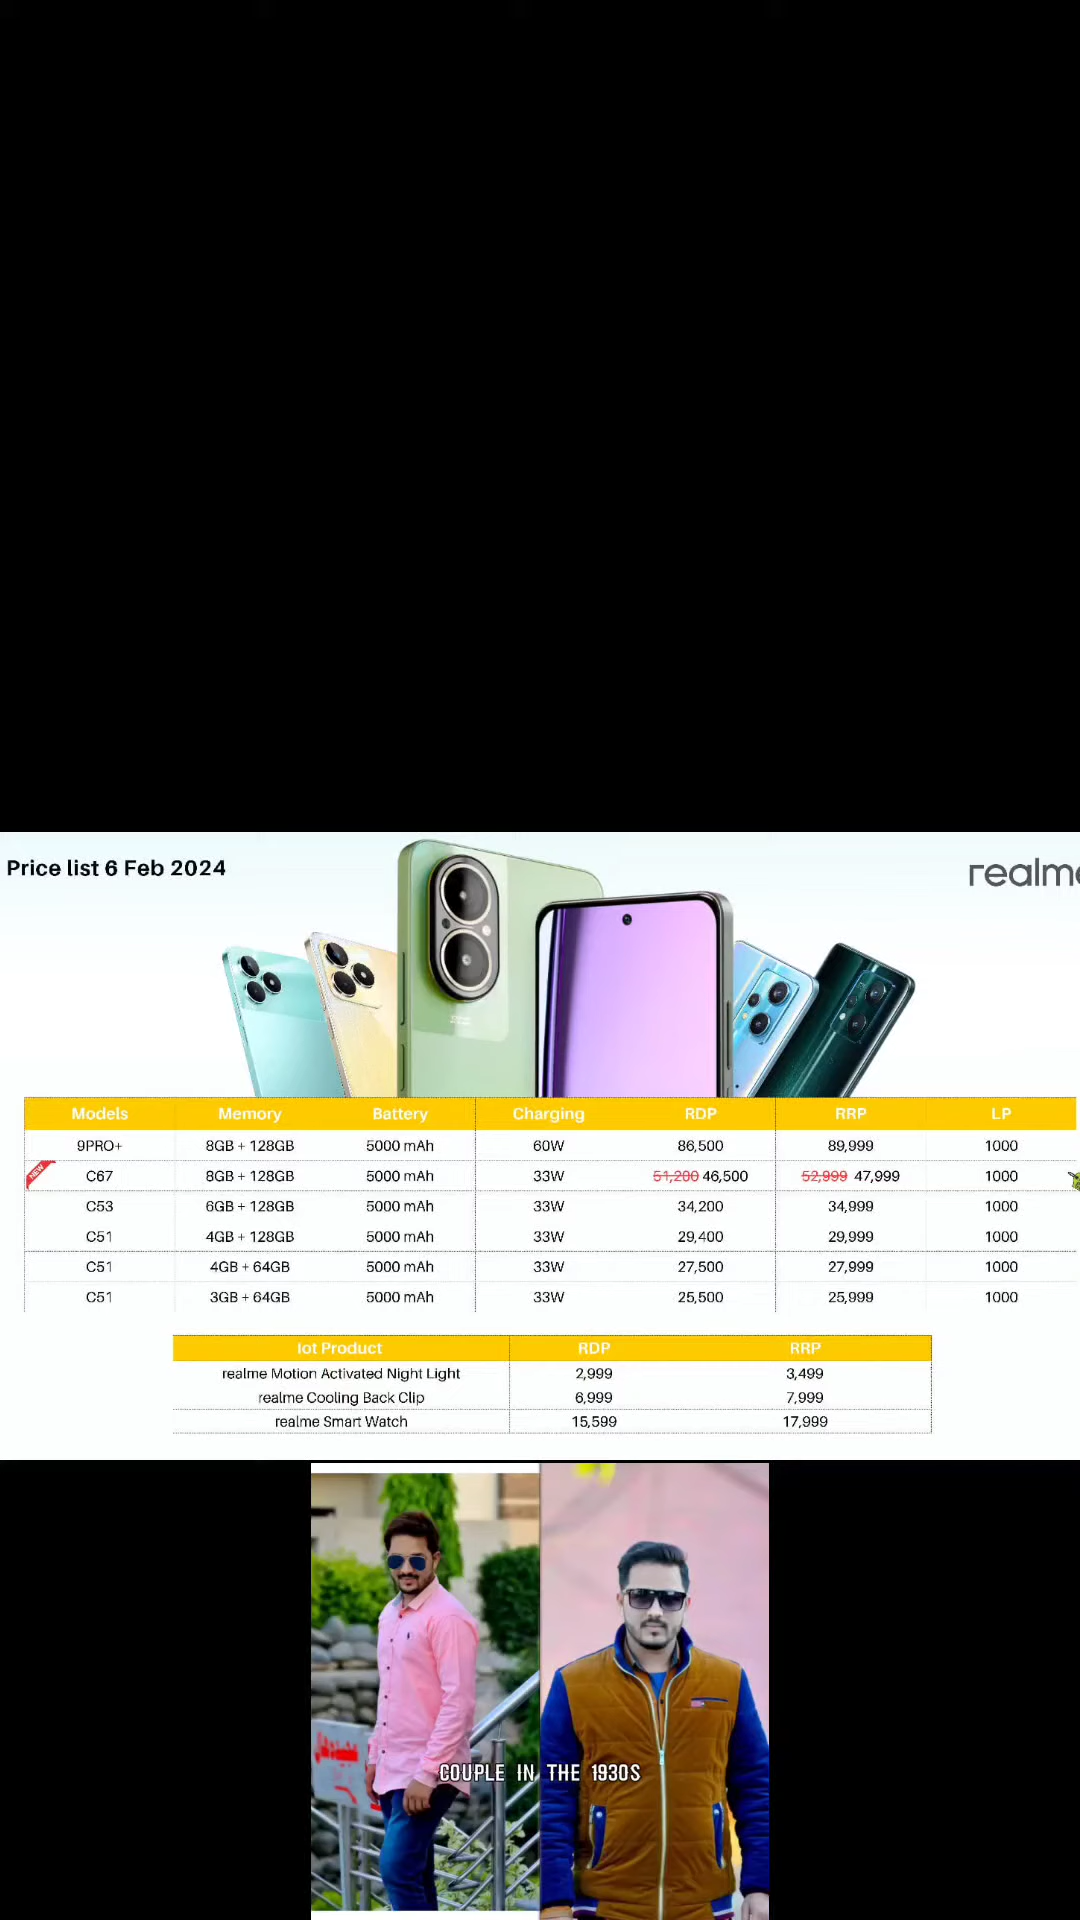 Price list 6 Feb 2024
realme
Models Memory Battery Charging RDP RRP LP
9PRO+ 8GB + 128GB 5000 mAh 60W 86,500 89,999 1000
NEW C67 8GB + 128GB 5000 mAh 33W 51,200 46,500 52,999 47,999 1000
C53 6GB + 128GB 5000 mAh 33W 34,200 34,999 1000
C51 4GB + 128GB 5000 mAh 33W 29,400 29,999 1000
C51 4GB + 64GB 5000 mAh 33W 27,500 27,999 1000
C51 3GB + 64GB 5000 mAh 33W 25,500 25,999 1000
Iot Product RDP RRP
realme Motion Activated Night Light 2,999 3,499
realme Cooling Back Clip 6,999 7,999
realme Smart Watch 15,599 17,999
COUPLE IN THE 1930S